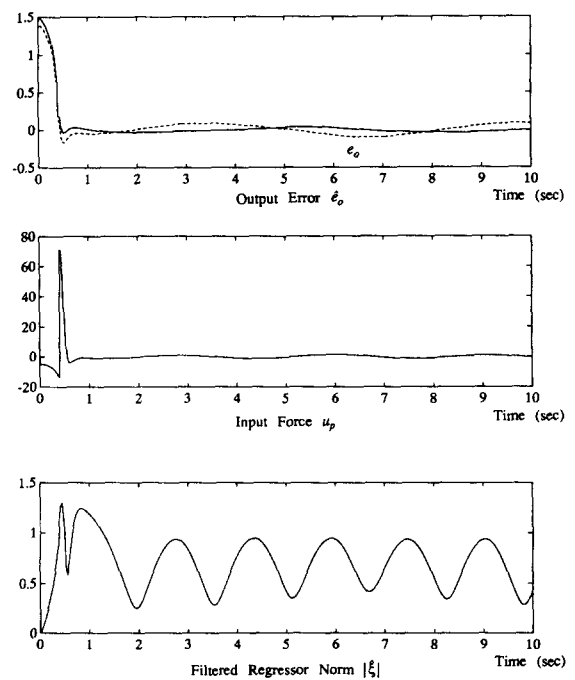 1.5
1
0.5
0
-0.5
e_o
0 1 2 3 4 5 6 7 8 9 10
Output Error ê_o Time (sec)
80
60
40
20
0
-20
0 1 2 3 4 5 6 7 8 9 10
Input Force u_p Time (sec)
1.5
1
0.5
0
0 1 2 3 4 5 6 7 8 9 10
Filtered Regressor Norm |ξ̂| Time (sec)